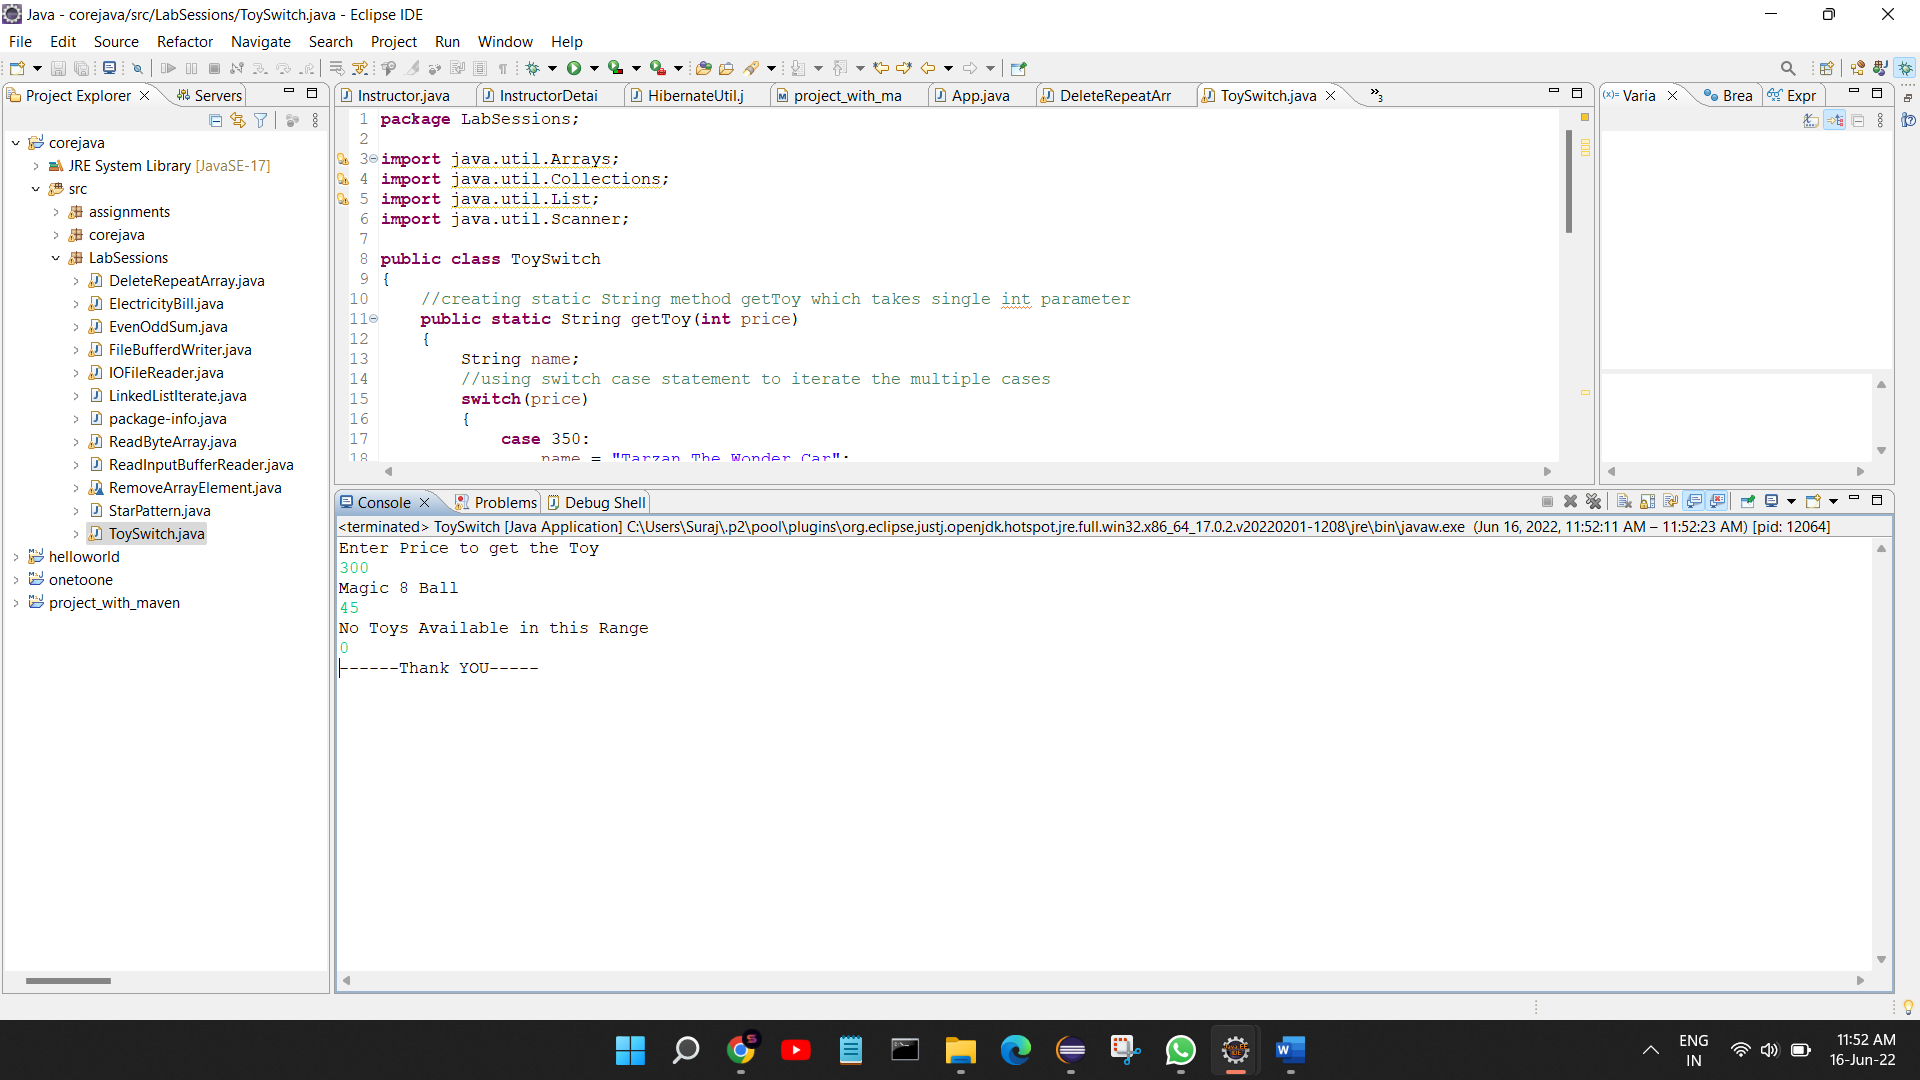 Java - corejava/src/LabSessions/ToySwitch.java - Eclipse IDE
File Edit Source Refactor Navigate Search Project Run Window Help
Project Explorer Servers
Instructor.java InstructorDetai HibernateUtil.j project_with_ma App.java DeleteRepeatArr ToySwitch.java »3
Varia Brea Expr
corejava
JRE System Library [JavaSE-17]
src
assignments
corejava
LabSessions
DeleteRepeatArray.java
ElectricityBill.java
EvenOddSum.java
FileBufferdWriter.java
IOFileReader.java
LinkedListIterate.java
package-info.java
ReadByteArray.java
ReadInputBufferReader.java
RemoveArrayElement.java
StarPattern.java
ToySwitch.java
helloworld
onetoone
project_with_maven
1 package LabSessions;
2
3 import java.util.Arrays;
4 import java.util.Collections;
5 import java.util.List;
6 import java.util.Scanner;
7
8 public class ToySwitch
9 {
10 //creating static String method getToy which takes single int parameter
11 public static String getToy(int price)
12 {
13 String name;
14 //using switch case statement to iterate the multiple cases
15 switch(price)
16 {
17 case 350:
18 name = "Tarzan The Wonder Car";
Console Problems Debug Shell
<terminated> ToySwitch [Java Application] C:\Users\Suraj\.p2\pool\plugins\org.eclipse.justj.openjdk.hotspot.jre.full.win32.x86_64_17.0.2.v20220201-1208\jre\bin\javaw.exe (Jun 16, 2022, 11:52:11 AM – 11:52:23 AM) [pid: 12064]
Enter Price to get the Toy
300
Magic 8 Ball
45
No Toys Available in this Range
0
------Thank YOU-----
ENG
IN
11:52 AM
16-Jun-22